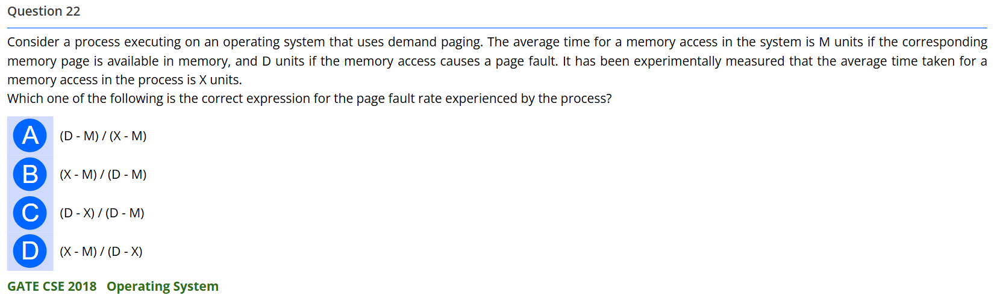 Question 22
Consider a process executing on an operating system that uses demand paging. The average time for a memory access in the system is M units if the corresponding
memory page is available in memory, and D units if the memory access causes a page fault. It has been experimentally measured that the average time taken for a
memory access in the process is X units.
Which one of the following is the correct expression for the page fault rate experienced by the process?
A (D - M) / (X - M)
B (X - M) / (D - M)
C (D - X) / (D - M)
D (X - M) / (D - X)
GATE CSE 2018 Operating System